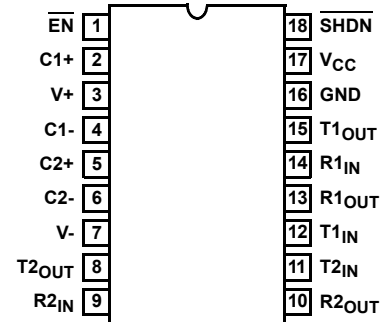 EN 1 18 SHDN
C1+ 2 17 VCC
V+ 3 16 GND
C1- 4 15 T1OUT
C2+ 5 14 R1IN
C2- 6 13 R1OUT
V- 7 12 T1IN
T2OUT 8 11 T2IN
R2IN 9 10 R2OUT